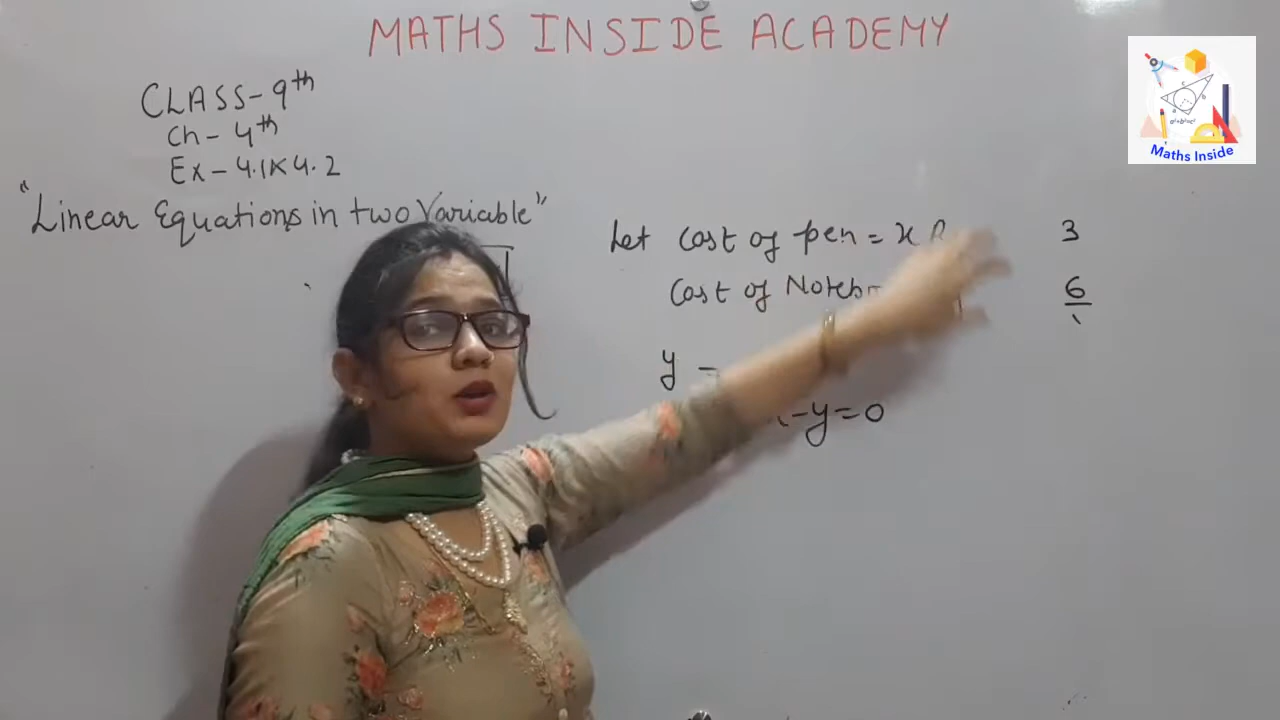 MATHS INSIDE ACADEMY
CLASS-9th
Ch-4th
Ex-4.1&4.2
"Linear Equations in two Variable"
Let Cost of pen = x
3
Cost of
6
y =
-y=0
Maths Inside